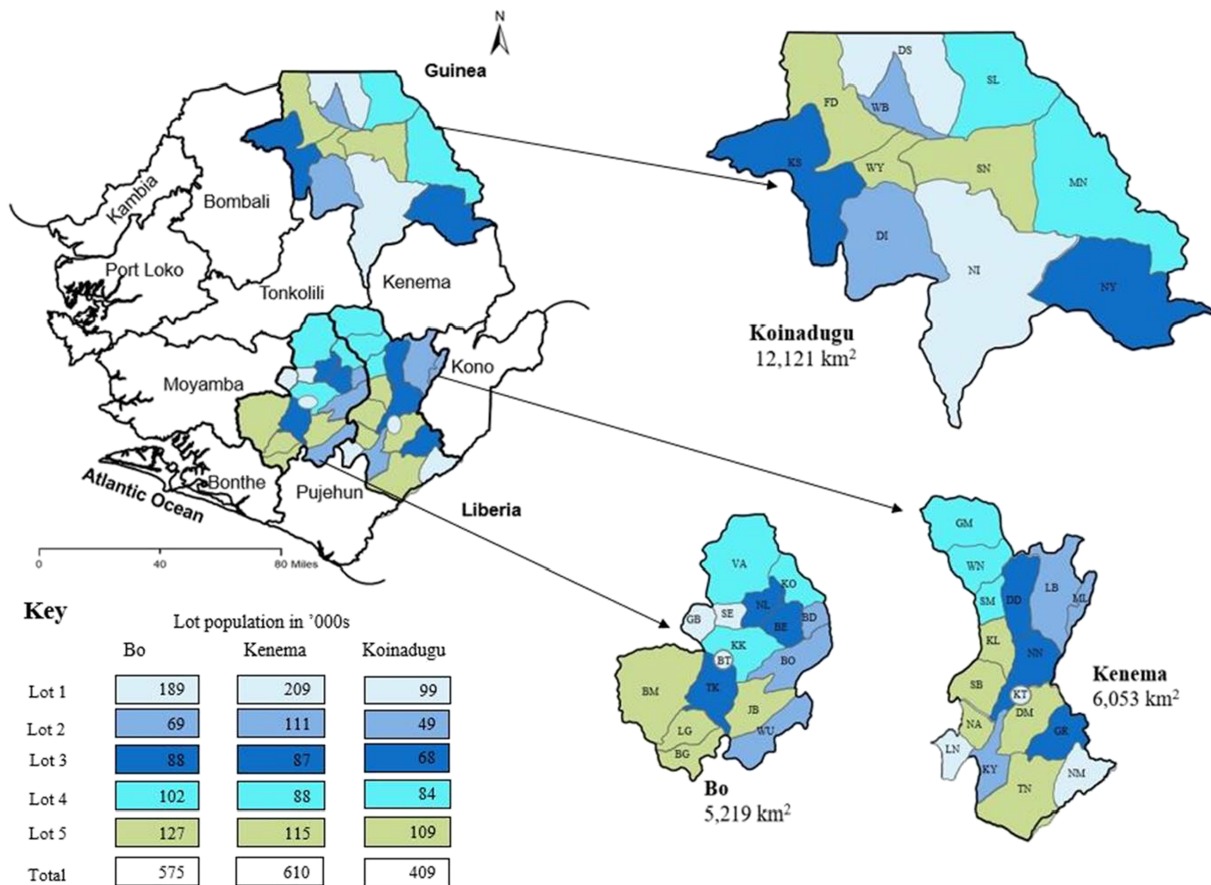 N
Guinea
Kambia
Bombali
Port Loko
Tonkolili
Kenema
Moyamba
Kono
Bonthe
Pujehun
Atlantic Ocean
Liberia
0 40 80 Miles
DS
SL
FD
WB
KS
WY
SN
MN
DI
NI
NY
Koinadugu
12,121 km²
VA
KO
GB
SE
NL
BE
BD
KK
BT
BO
BM
TK
JB
LG
WU
BG
Bo
5,219 km²
GM
WN
LB
ML
SM
DD
KL
NN
SB
KT
NA
DM
GR
LN
KY
NM
TN
Kenema
6,053 km²
Key
Lot population in ’000s
Bo Kenema Koinadugu
Lot 1 189 209 99
Lot 2 69 111 49
Lot 3 88 87 68
Lot 4 102 88 84
Lot 5 127 115 109
Total 575 610 409